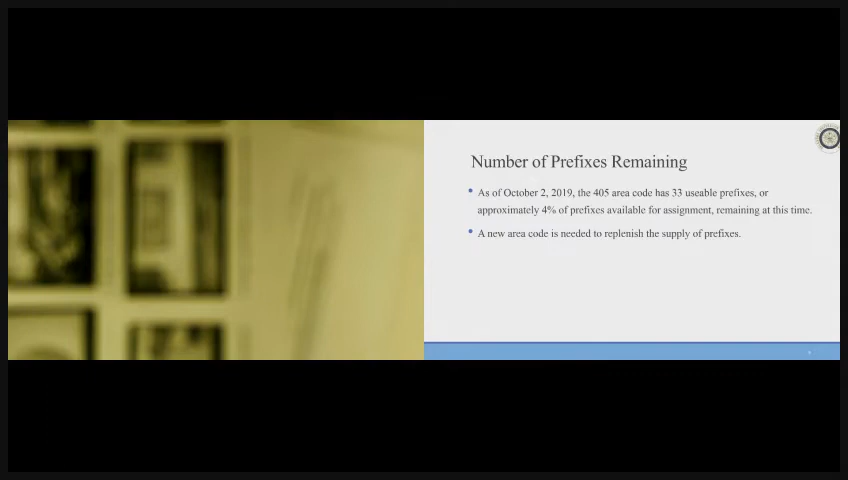 Number of Prefixes Remaining
As of October 2, 2019, the 405 area code has 33 useable prefixes, or
approximately 4% of prefixes available for assignment, remaining at this time.
A new area code is needed to replenish the supply of prefixes.